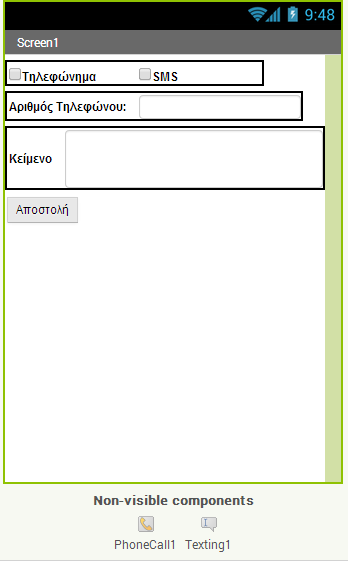 9:48
Screen1
Τηλεφώνημα SMS
Αριθμός Τηλεφώνου:
Κείμενο
Αποστολή
Non-visible components
PhoneCall1 Texting1